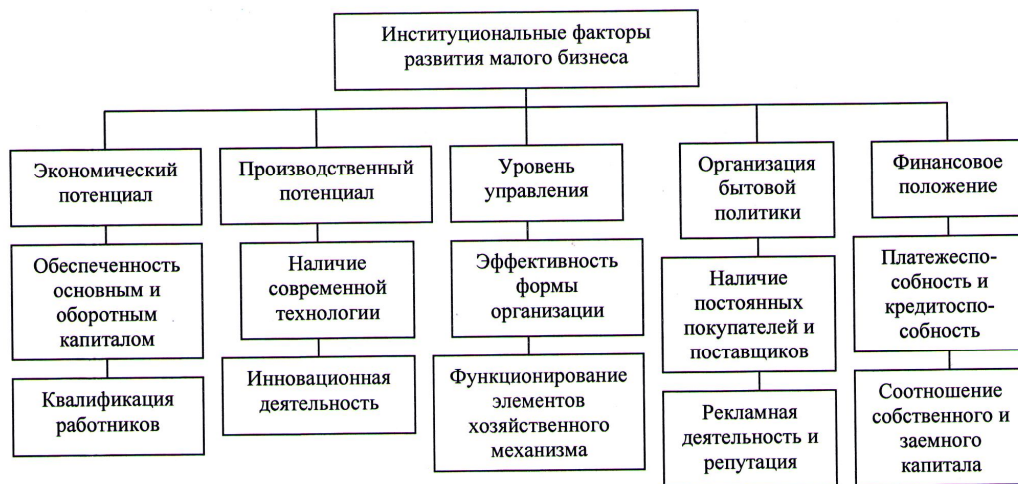 Институциональные факторы
развития малого бизнеса
Экономический
потенциал
Обеспеченность
основным и
оборотным
капиталом
Квалификация
работников
Производственный
потенциал
Наличие
современной
технологии
Инновационная
деятельность
Уровень
управления
Эффективность
формы
организации
Функционирование
элементов
хозяйственного
механизма
Организация
бытовой
политики
Наличие
постоянных
покупателей и
поставщиков
Рекламная
деятельность и
репутация
Финансовое
положение
Платежеспо-
собность и
кредитоспо-
собность
Соотношение
собственного и
заемного
капитала